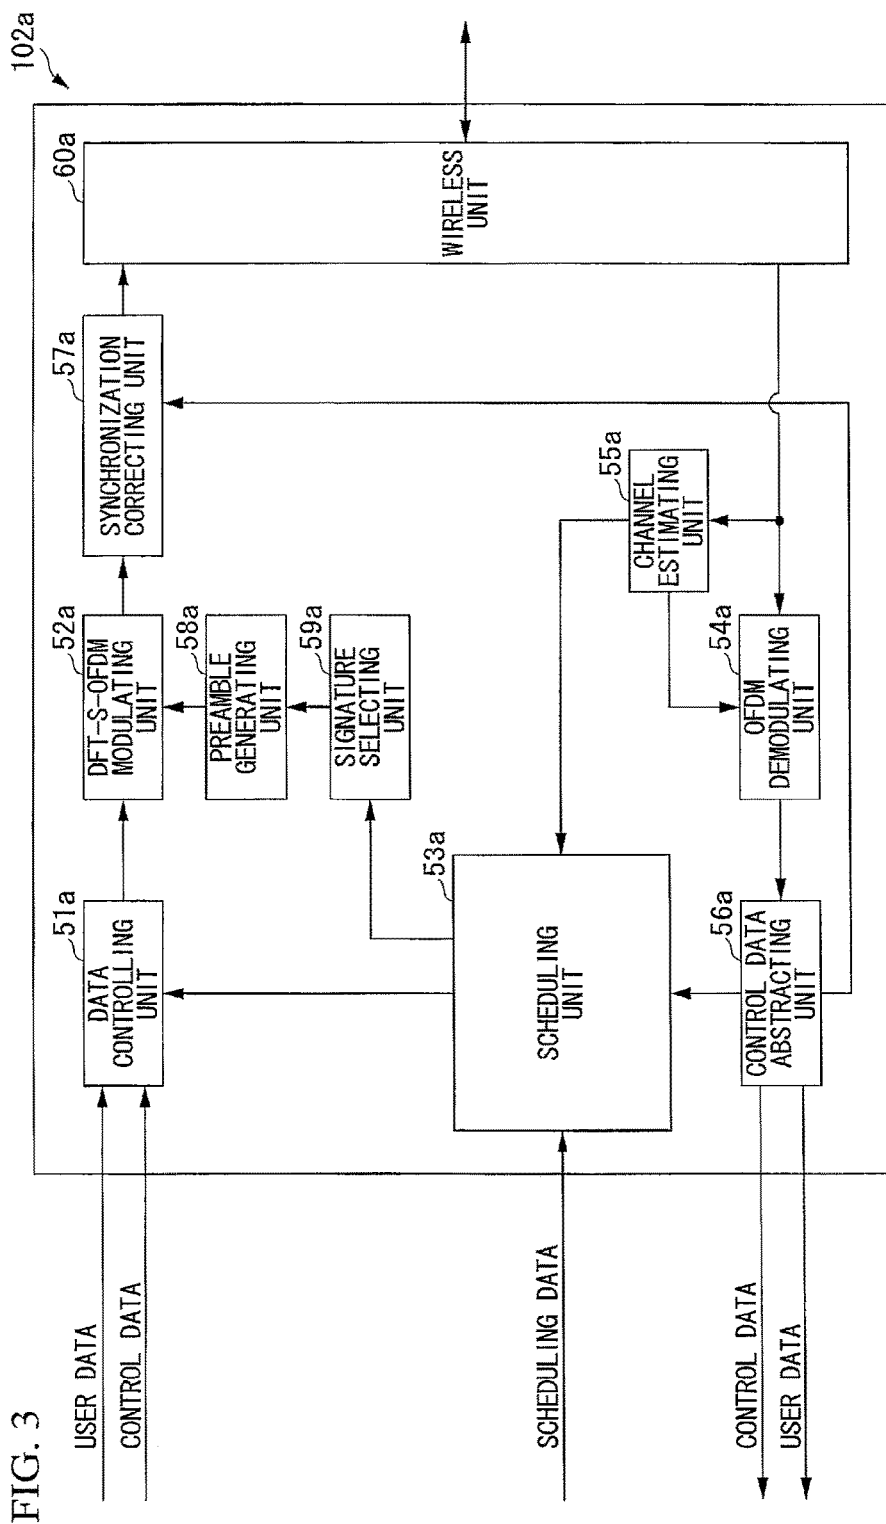 FIG. 3
102a
USER DATA
CONTROL DATA
51a
DATA
CONTROLLING
UNIT
52a
DFT-S-OFDM
MODULATING
UNIT
57a
SYNCHRONIZATION
CORRECTING UNIT
60a
WIRELESS
UNIT
58a
PREAMBLE
GENERATING
UNIT
59a
SIGNATURE
SELECTING
UNIT
SCHEDULING DATA
53a
SCHEDULING
UNIT
55a
CHANNEL
ESTIMATING
UNIT
54a
OFDM
DEMODULATING
UNIT
56a
CONTROL DATA
ABSTRACTING
UNIT
CONTROL DATA
USER DATA